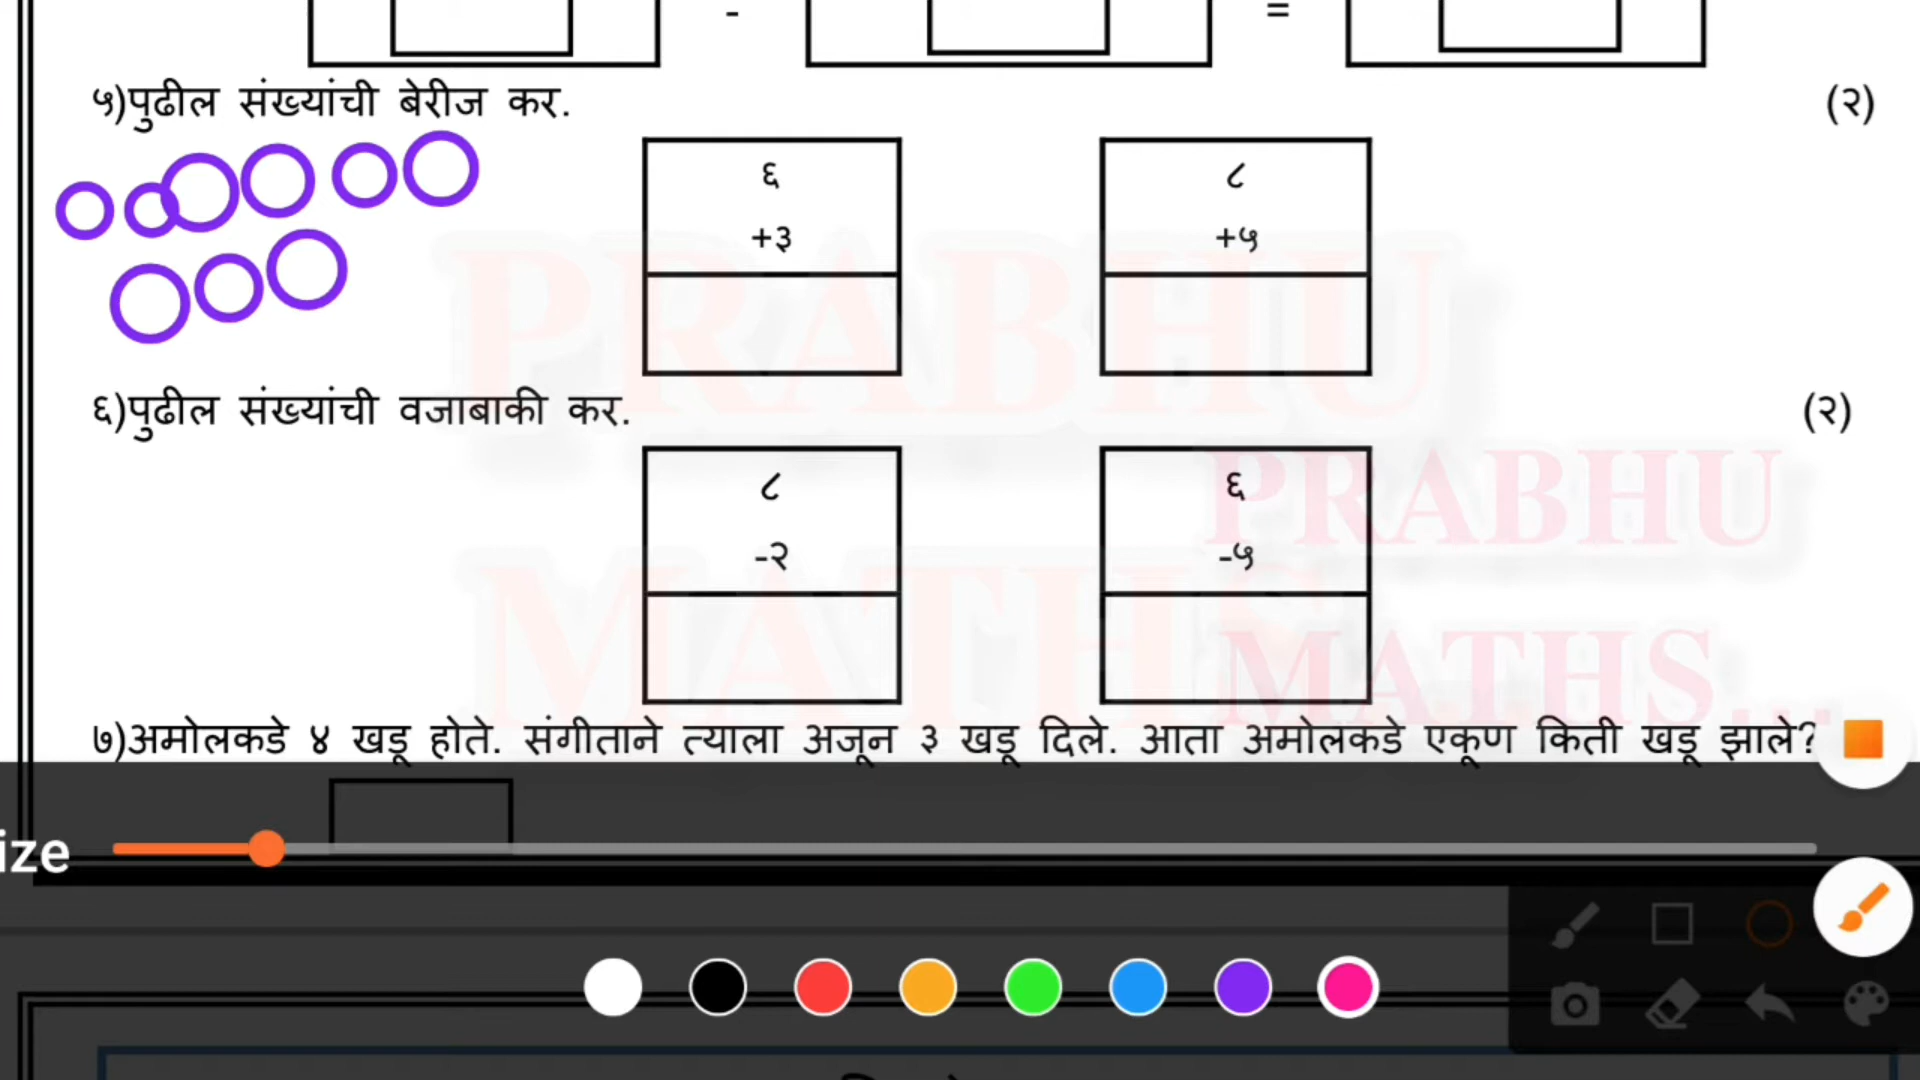 -
=
५)पुढील संख्यांची बेरीज कर.
(२)
६
+३
८
+५
६)पुढील संख्यांची वजाबाकी कर.
(२)
८
-२
६
-५
PRABHU
MATHS
PRABHU
MATHS...
७)अमोलकडे ४ खडू होते. संगीताने त्याला अजून ३ खडू दिले. आता अमोलकडे एकूण किती खडू झाले?
ize